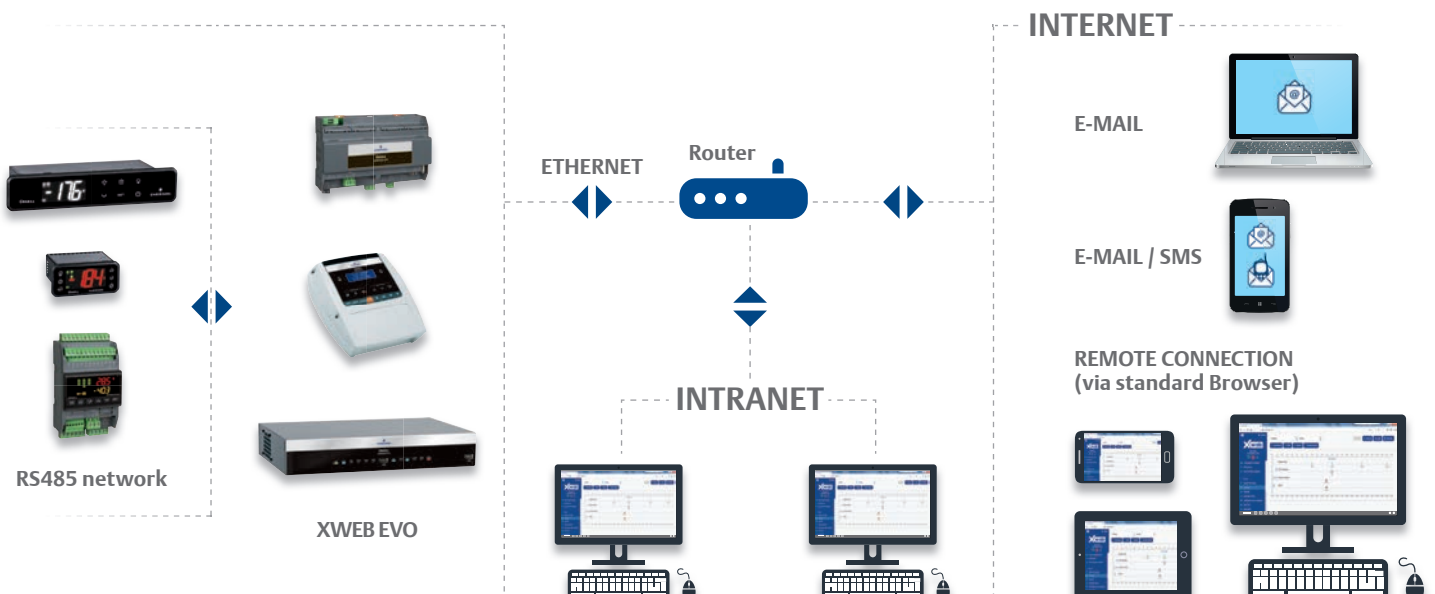 INTERNET
E-MAIL
Router
ETHERNET
E-MAIL / SMS
REMOTE CONNECTION
(via standard Browser)
INTRANET
RS485 network
XWEB EVO